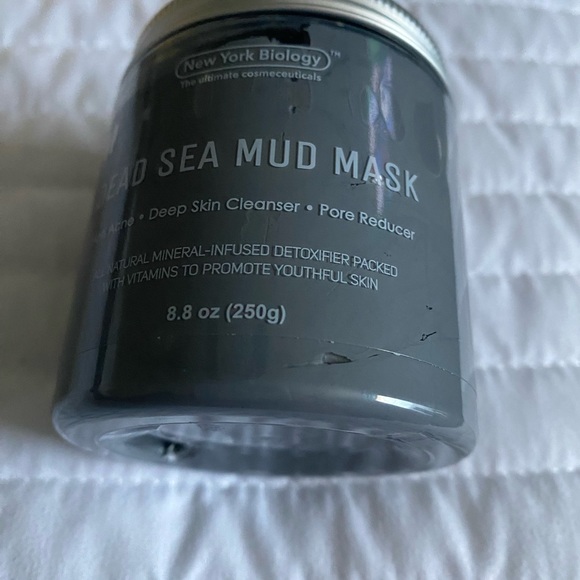 New York Biology™
The ultimate cosmeceuticals
SEA MUD MASK
Acne • Deep Skin Cleanser • Pore Reducer
NATURAL MINERAL-INFUSED DETOXIFIER PACKED
WITH VITAMINS TO PROMOTE YOUTHFUL SKIN
8.8 oz (250g)